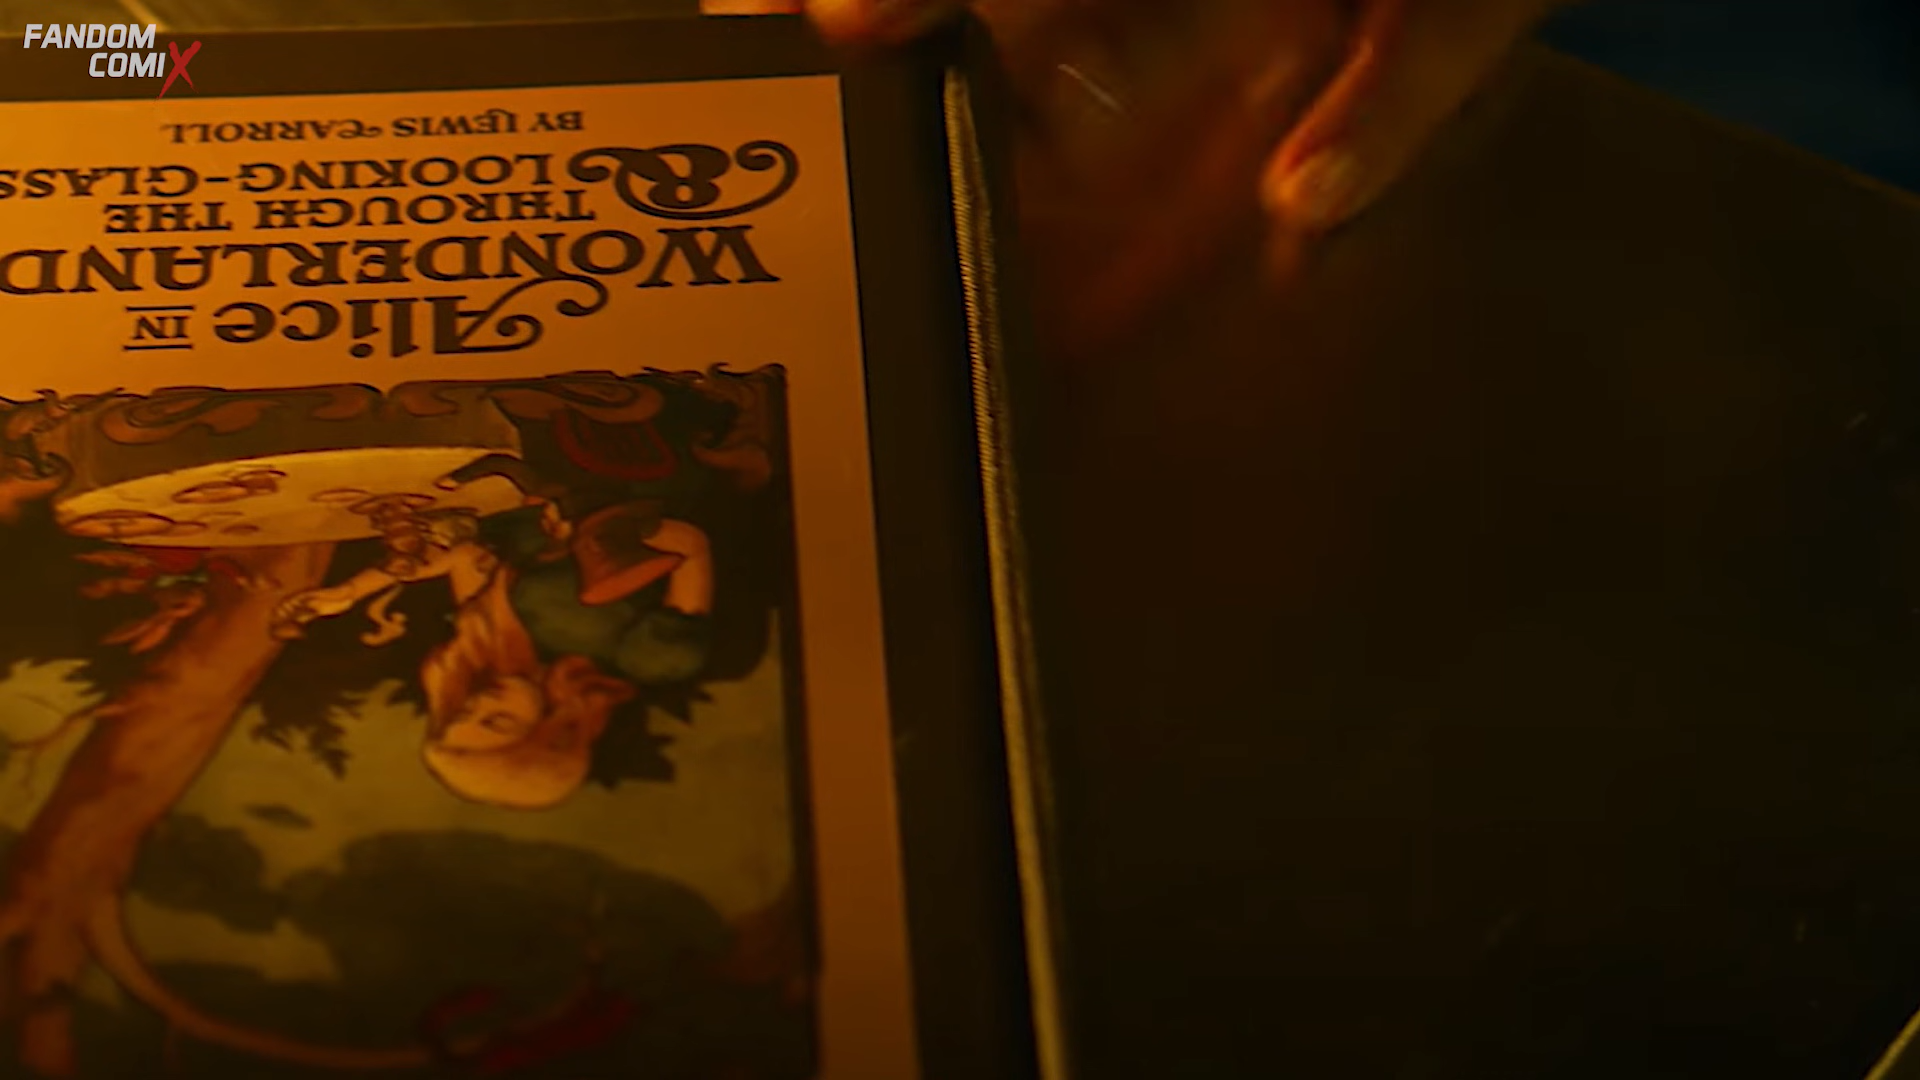 FANDOM
COMIX
Alice IN
WONDERLAND
& THROUGH THE
LOOKING-GLASS
BY LEWIS CARROLL